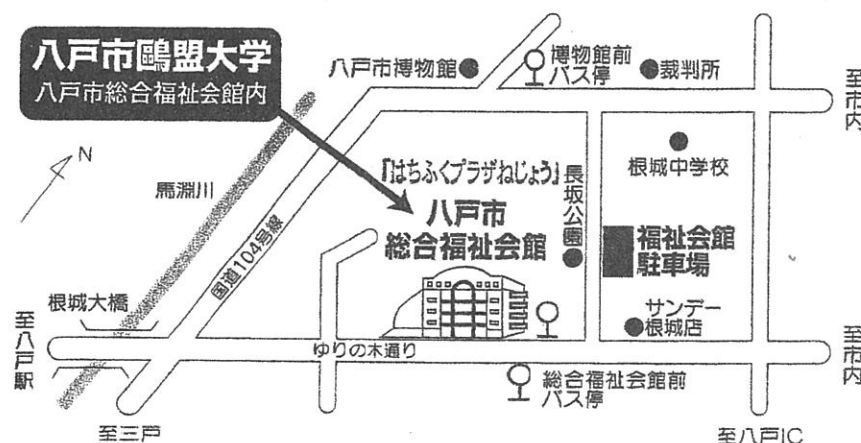 八戸市鷗盟大学
八戸市総合福祉会館内
八戸市博物館
博物館前
バス停
裁判所
至市内
N
馬淵川
国道104号線
『はちふくプラザねじょう』
八戸市
総合福祉会館
長坂公園
根城中学校
福祉会館
駐車場
サンデー
根城店
根城大橋
至八戸駅
ゆりの木通り
至市内
総合福祉会館前
バス停
至三戸
至八戸IC